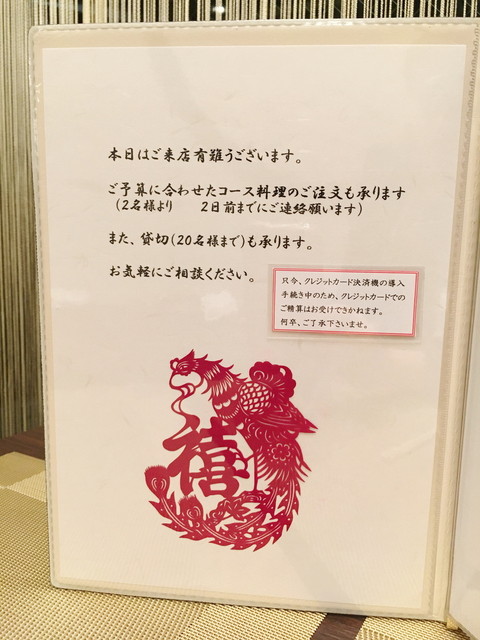 本日はご来店有難うございます。
ご予算に合わせたコース料理のご注文も承ります
(2名様より　2日前までにご連絡願います)
また、貸切(20名様まで)も承ります。
お気軽にご相談ください。
只今、クレジットカード決済機の導入
手続き中のため、クレジットカードでの
ご精算はお受けできかねます。
何卒、ご了承下さいませ。
禧